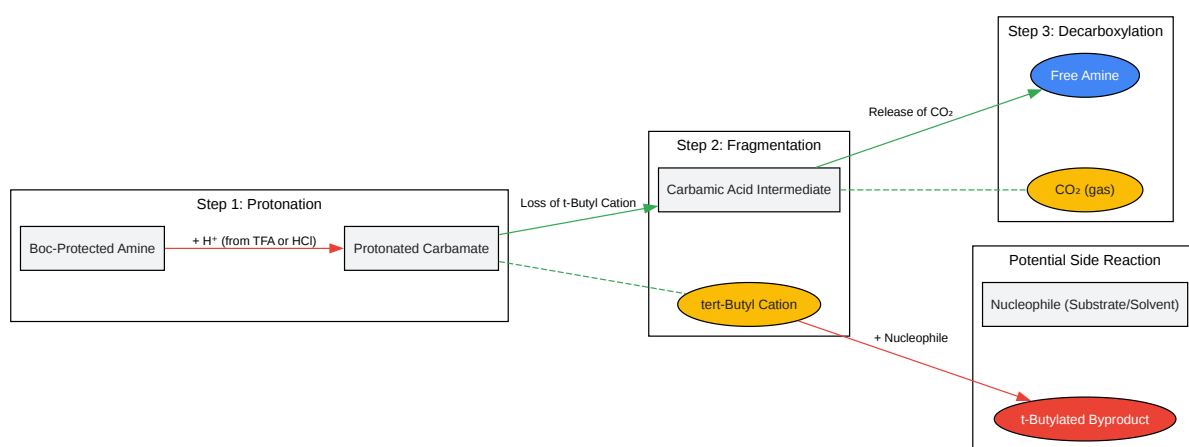 Step 1: Protonation
Boc-Protected Amine
+ H⁺ (from TFA or HCl)
Protonated Carbamate
Loss of t-Butyl Cation
Step 2: Fragmentation
Carbamic Acid Intermediate
tert-Butyl Cation
Release of CO₂
Step 3: Decarboxylation
Free Amine
CO₂ (gas)
+ Nucleophile
Potential Side Reaction
Nucleophile (Substrate/Solvent)
t-Butylated Byproduct